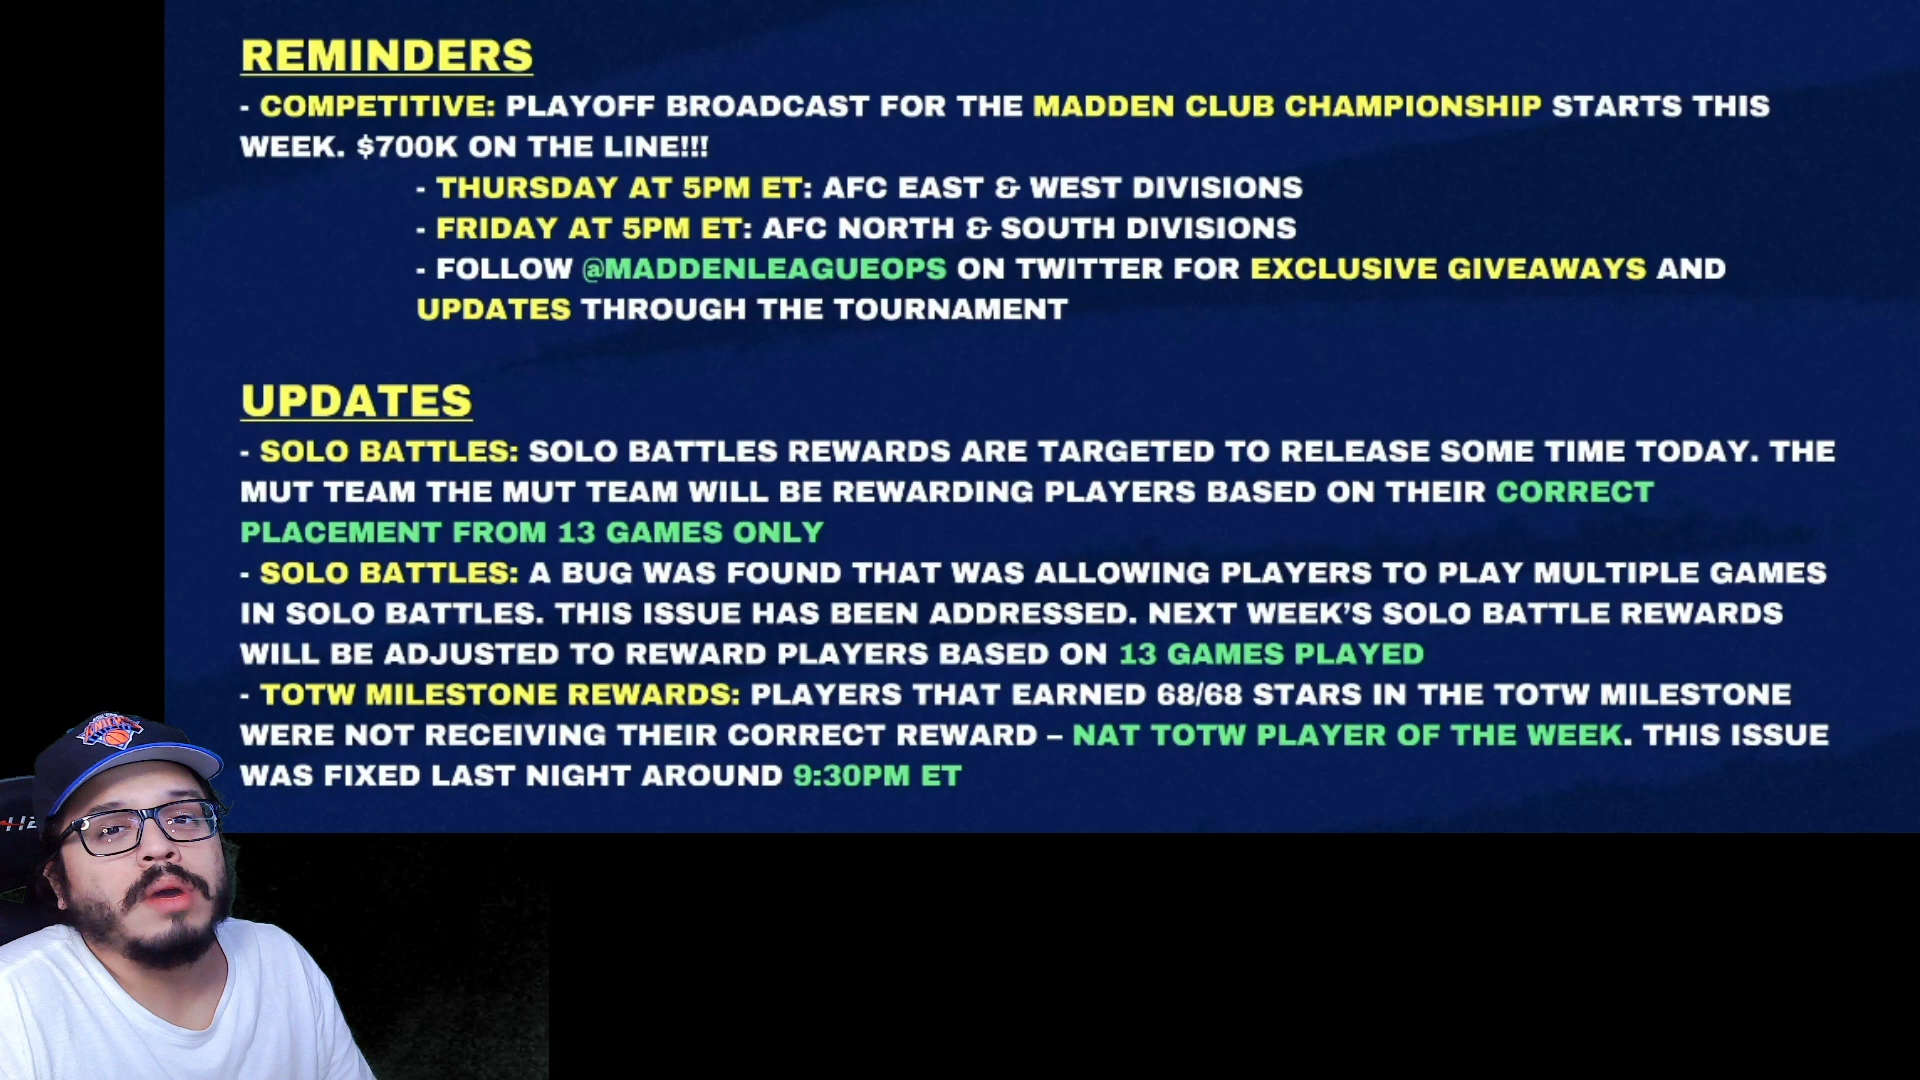 REMINDERS
- COMPETITIVE: PLAYOFF BROADCAST FOR THE MADDEN CLUB CHAMPIONSHIP STARTS THIS
WEEK. $700K ON THE LINE!!!
- THURSDAY AT 5PM ET: AFC EAST & WEST DIVISIONS
- FRIDAY AT 5PM ET: AFC NORTH & SOUTH DIVISIONS
- FOLLOW @MADDENLEAGUEOPS ON TWITTER FOR EXCLUSIVE GIVEAWAYS AND
UPDATES THROUGH THE TOURNAMENT
UPDATES
- SOLO BATTLES: SOLO BATTLES REWARDS ARE TARGETED TO RELEASE SOME TIME TODAY. THE
MUT TEAM THE MUT TEAM WILL BE REWARDING PLAYERS BASED ON THEIR CORRECT
PLACEMENT FROM 13 GAMES ONLY
- SOLO BATTLES: A BUG WAS FOUND THAT WAS ALLOWING PLAYERS TO PLAY MULTIPLE GAMES
IN SOLO BATTLES. THIS ISSUE HAS BEEN ADDRESSED. NEXT WEEK’S SOLO BATTLE REWARDS
WILL BE ADJUSTED TO REWARD PLAYERS BASED ON 13 GAMES PLAYED
- TOTW MILESTONE REWARDS: PLAYERS THAT EARNED 68/68 STARS IN THE TOTW MILESTONE
WERE NOT RECEIVING THEIR CORRECT REWARD – NAT TOTW PLAYER OF THE WEEK. THIS ISSUE
WAS FIXED LAST NIGHT AROUND 9:30PM ET